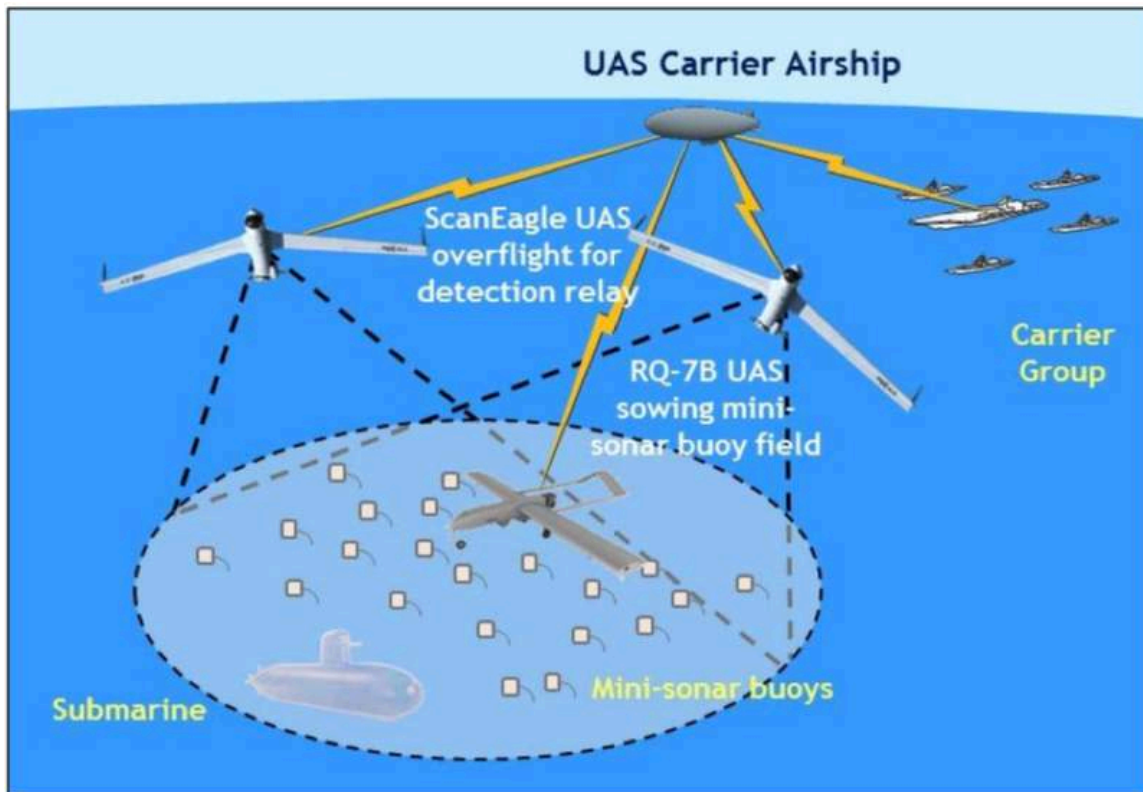 UAS Carrier Airship
ScanEagle UAS
overflight for
detection relay
RQ-7B UAS
sowing mini-
sonar buoy field
Carrier
Group
Mini-sonar buoys
Submarine